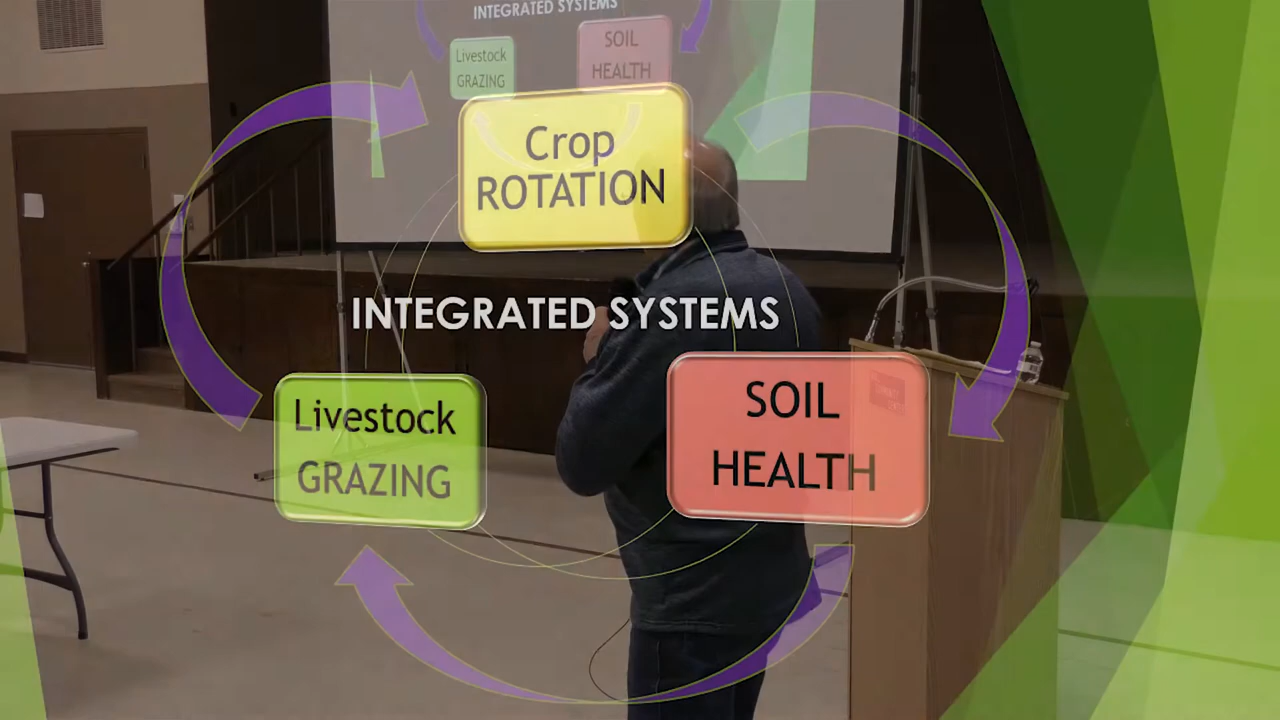 INTEGRATED SYSTEMS
Livestock
GRAZING
SOIL
HEALTH
Crop
ROTATION
INTEGRATED SYSTEMS
Livestock
GRAZING
SOIL
HEALTH